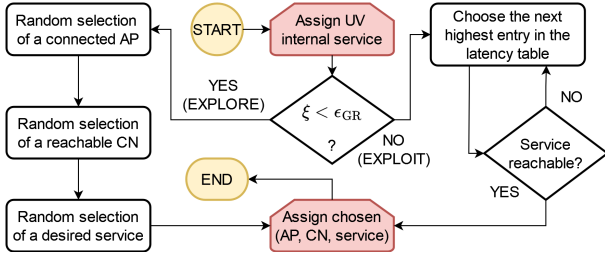 Random selection
of a connected AP
START
Assign UV
internal service
Choose the next
highest entry in the
latency table
YES
(EXPLORE)
ξ < ϵGR
?
NO
(EXPLOIT)
NO
Random selection
of a reachable CN
Service
reachable?
YES
END
Random selection
of a desired service
Assign chosen
(AP, CN, service)